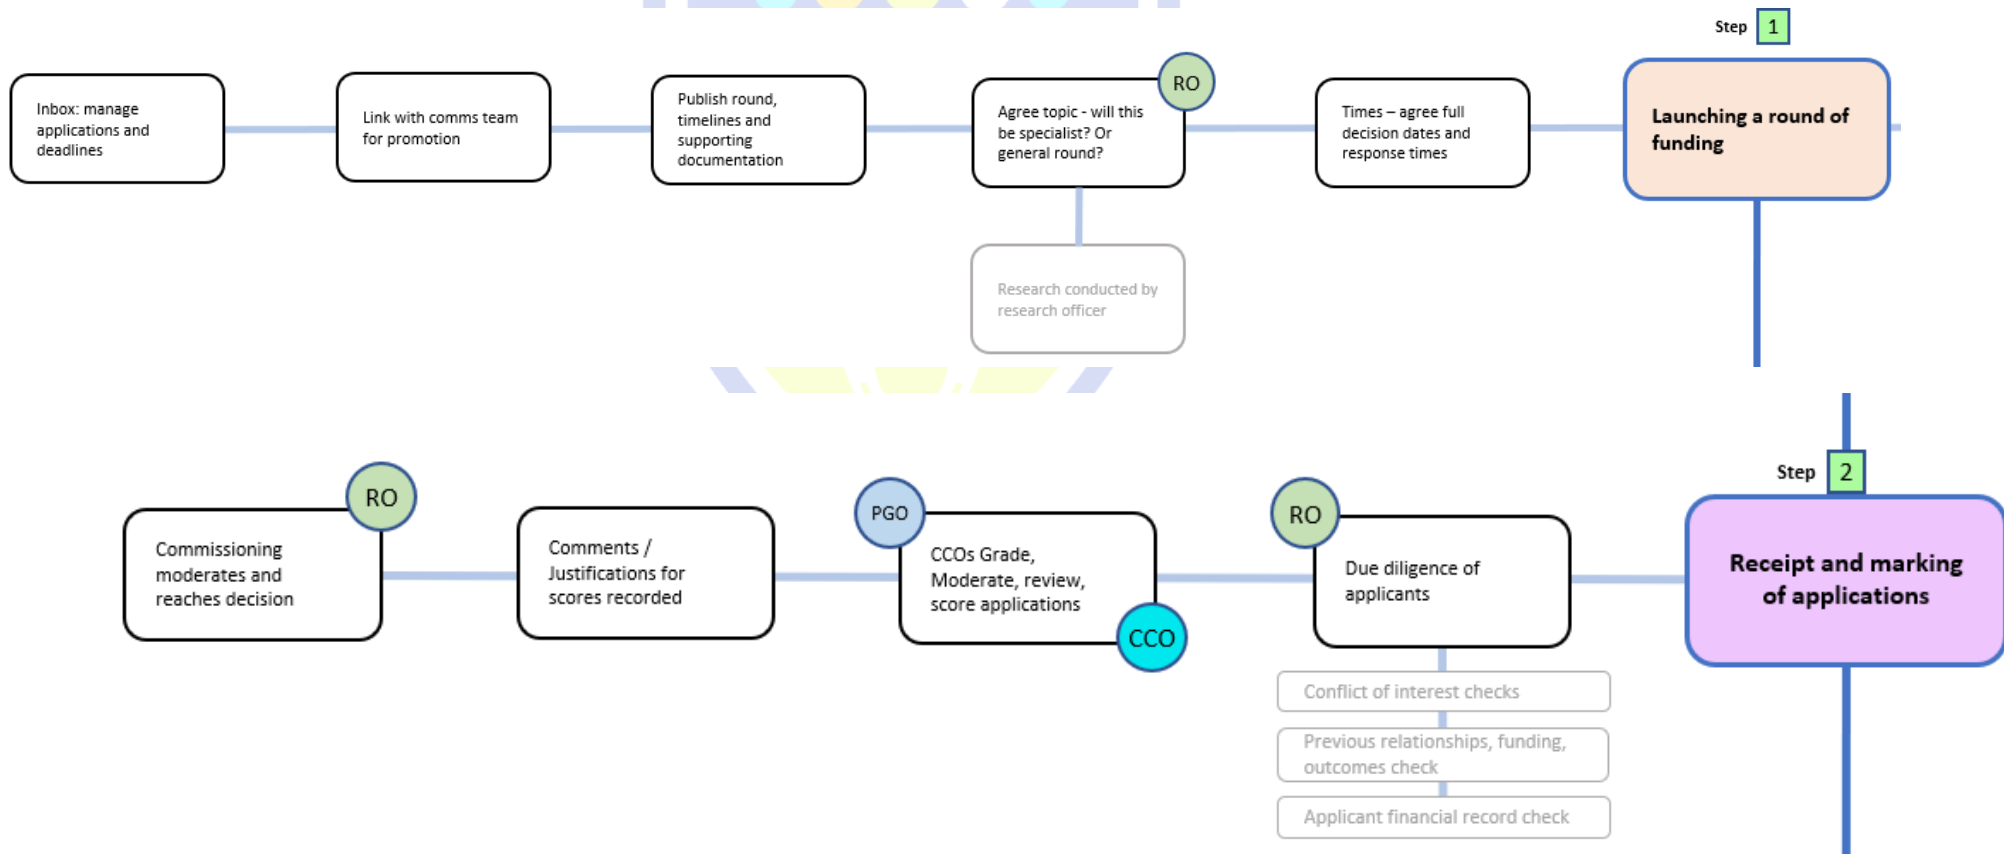 Step 1
Inbox: manage
applications and
deadlines
Link with comms team
for promotion
Publish round,
timelines and
supporting
documentation
RO
Agree topic - will this
be specialist? Or
general round?
Times – agree full
decision dates and
response times
Launching a round of
funding
Research conducted by
research officer
Step 2
RO
Commissioning
moderates and
reaches decision
Comments /
Justifications for
scores recorded
PGO
CCOs Grade,
Moderate, review,
score applications
CCO
RO
Due diligence of
applicants
Receipt and marking
of applications
Conflict of interest checks
Previous relationships, funding,
outcomes check
Applicant financial record check